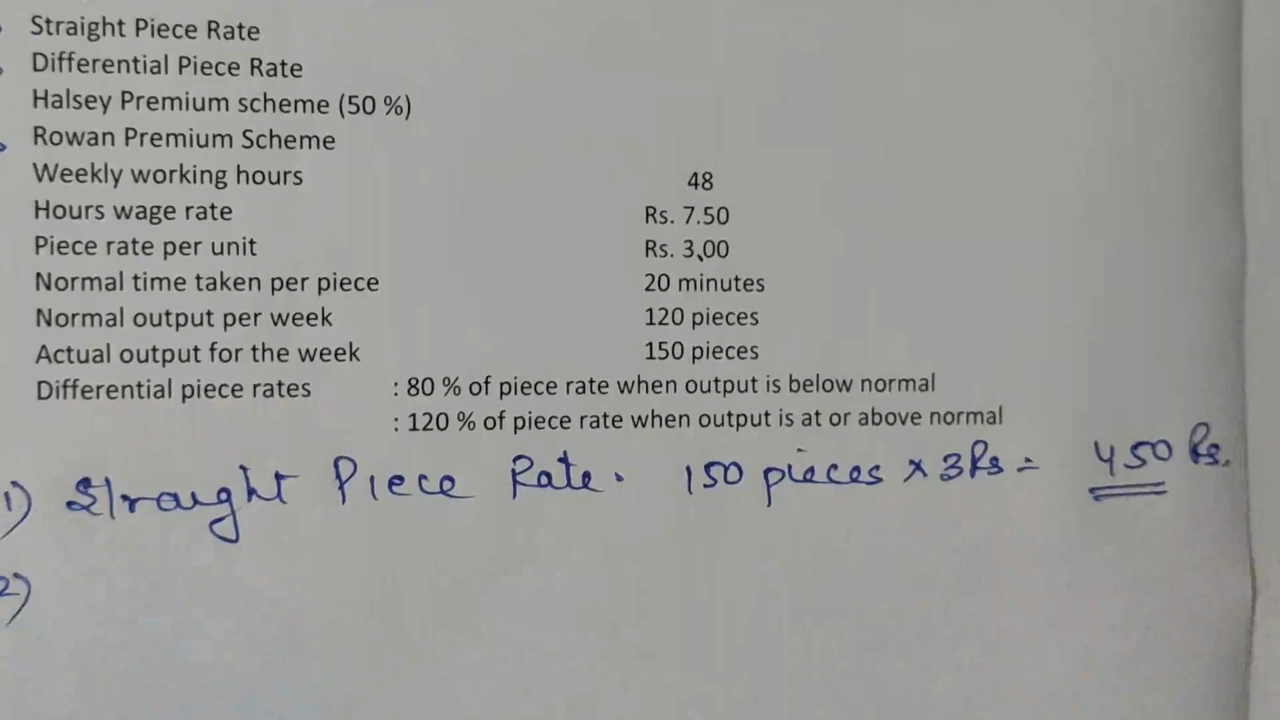 Straight Piece Rate
Differential Piece Rate
Halsey Premium scheme (50 %)
Rowan Premium Scheme
Weekly working hours 48
Hours wage rate Rs. 7.50
Piece rate per unit Rs. 3,00
Normal time taken per piece 20 minutes
Normal output per week 120 pieces
Actual output for the week 150 pieces
Differential piece rates : 80 % of piece rate when output is below normal
: 120 % of piece rate when output is at or above normal
1) Straight Piece Rate. 150 pieces × 3Rs = 450 Rs.
2)